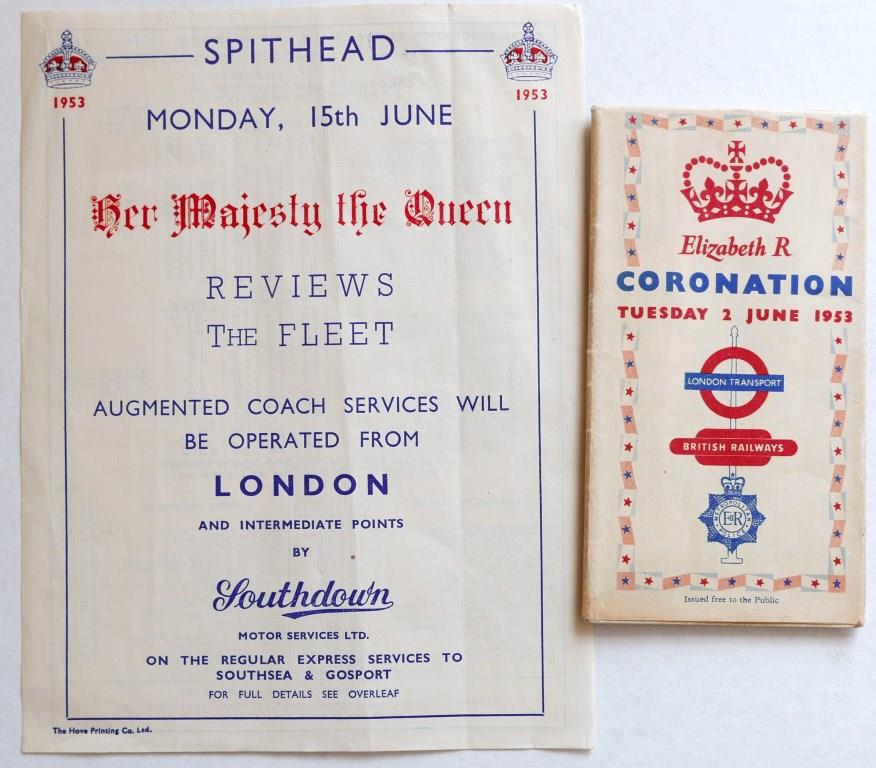 SPITHEAD
1953
1953
MONDAY, 15th JUNE
Her Majesty the Queen
REVIEWS
THE FLEET
AUGMENTED COACH SERVICES WILL
BE OPERATED FROM
LONDON
AND INTERMEDIATE POINTS
BY
Southdown
MOTOR SERVICES LTD.
ON THE REGULAR EXPRESS SERVICES TO
SOUTHSEA & GOSPORT
FOR FULL DETAILS SEE OVERLEAF
The Hove Printing Co. Ltd.
Elizabeth R
CORONATION
TUESDAY 2 JUNE 1953
LONDON TRANSPORT
BRITISH RAILWAYS
METROPOLITAN
EIIR
POLICE
Issued free to the Public